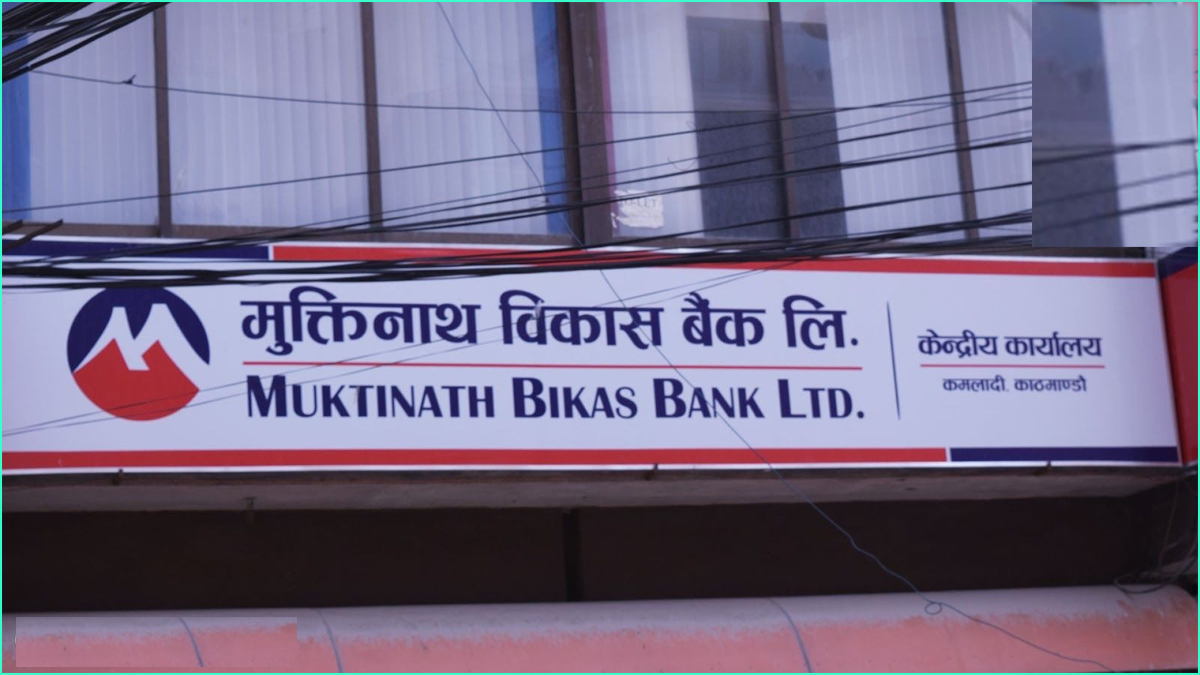 मुक्तिनाथ विकास बैंक लि.
MUKTINATH BIKAS BANK LTD.
केन्द्रीय कार्यालय
कमलादी, काठमाण्डौ